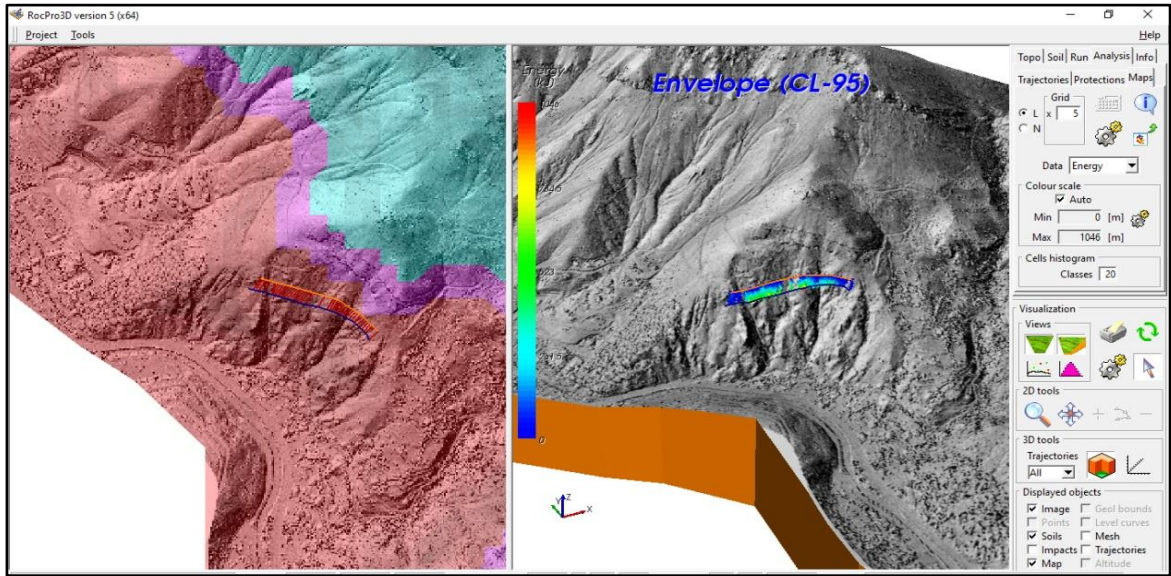 RocPro3D version 5 (x64)
Project Tools Help
Energy
(kJ)
Envelope (CL-95)
1046
523
0
Z
Y
X
Topo Soil Run Analysis Info
Trajectories Protections Maps
Grid
L x 5
N
Data Energy
Colour scale
Auto
Min 0 [m]
Max 1046 [m]
Cells histogram
Classes 20
Visualization
Views
2D tools
3D tools
Trajectories
All
Displayed objects
Image Geol bounds
Points Level curves
Soils Mesh
Impacts Trajectories
Map Altitude